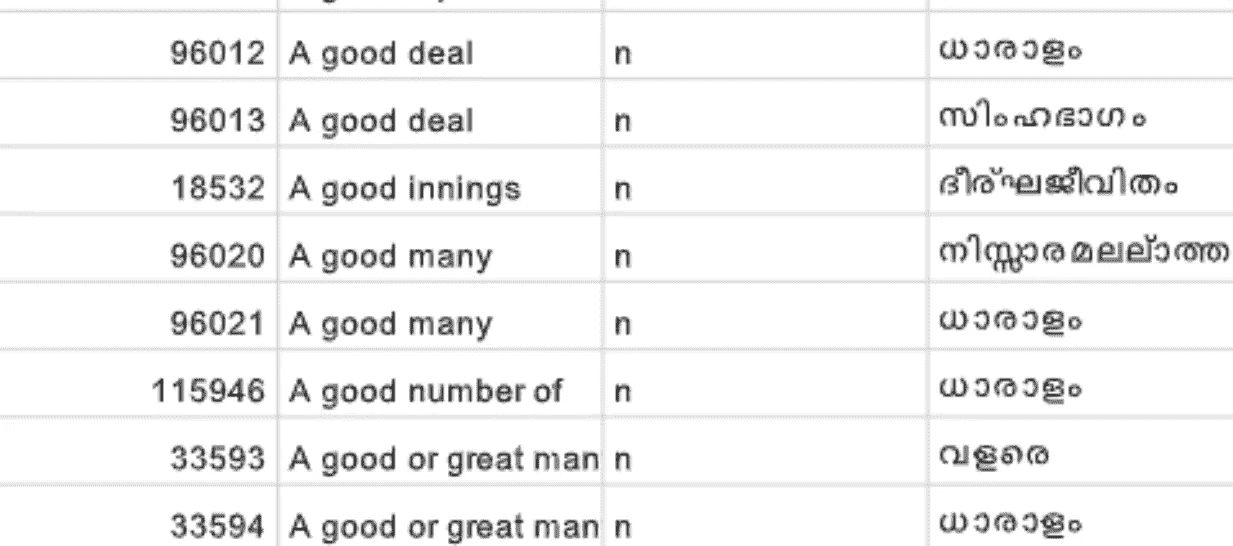 96012 A good deal n ധാരാളം
96013 A good deal n സിംഹഭാഗം
18532 A good innings n ദീര്‍ഘജീവിതം
96020 A good many n നിസ്സാരമലല്ാത്ത
96021 A good many n ധാരാളം
115946 A good number of n ധാരാളം
33593 A good or great man n വളരെ
33594 A good or great man n ധാരാളം